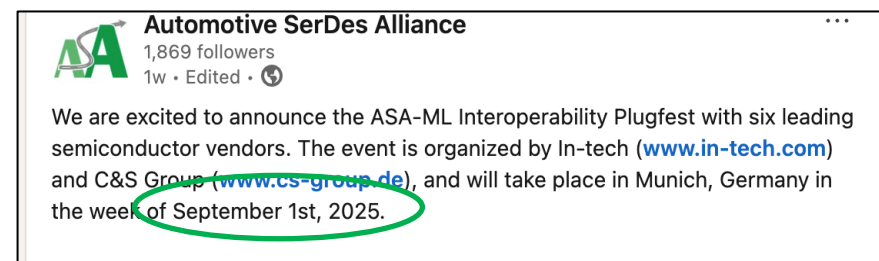 ASA
Automotive SerDes Alliance
...
1,869 followers
1w • Edited •
We are excited to announce the ASA-ML Interoperability Plugfest with six leading
semiconductor vendors. The event is organized by In-tech (www.in-tech.com)
and C&S Group (www.cs-group.de), and will take place in Munich, Germany in
the week of September 1st, 2025.